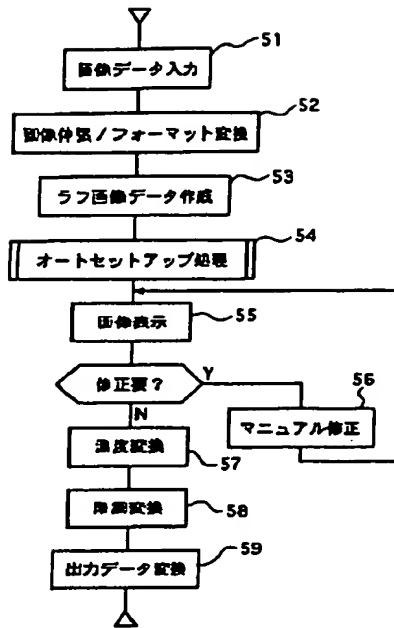 51
画像データ入力
52
画像伸張/フォーマット変換
53
ラフ画像データ作成
54
オートセットアップ処理
55
画像表示
修正要?
Y
56
マニュアル修正
N
濃度変換
57
階調変換
58
出力データ変換
59